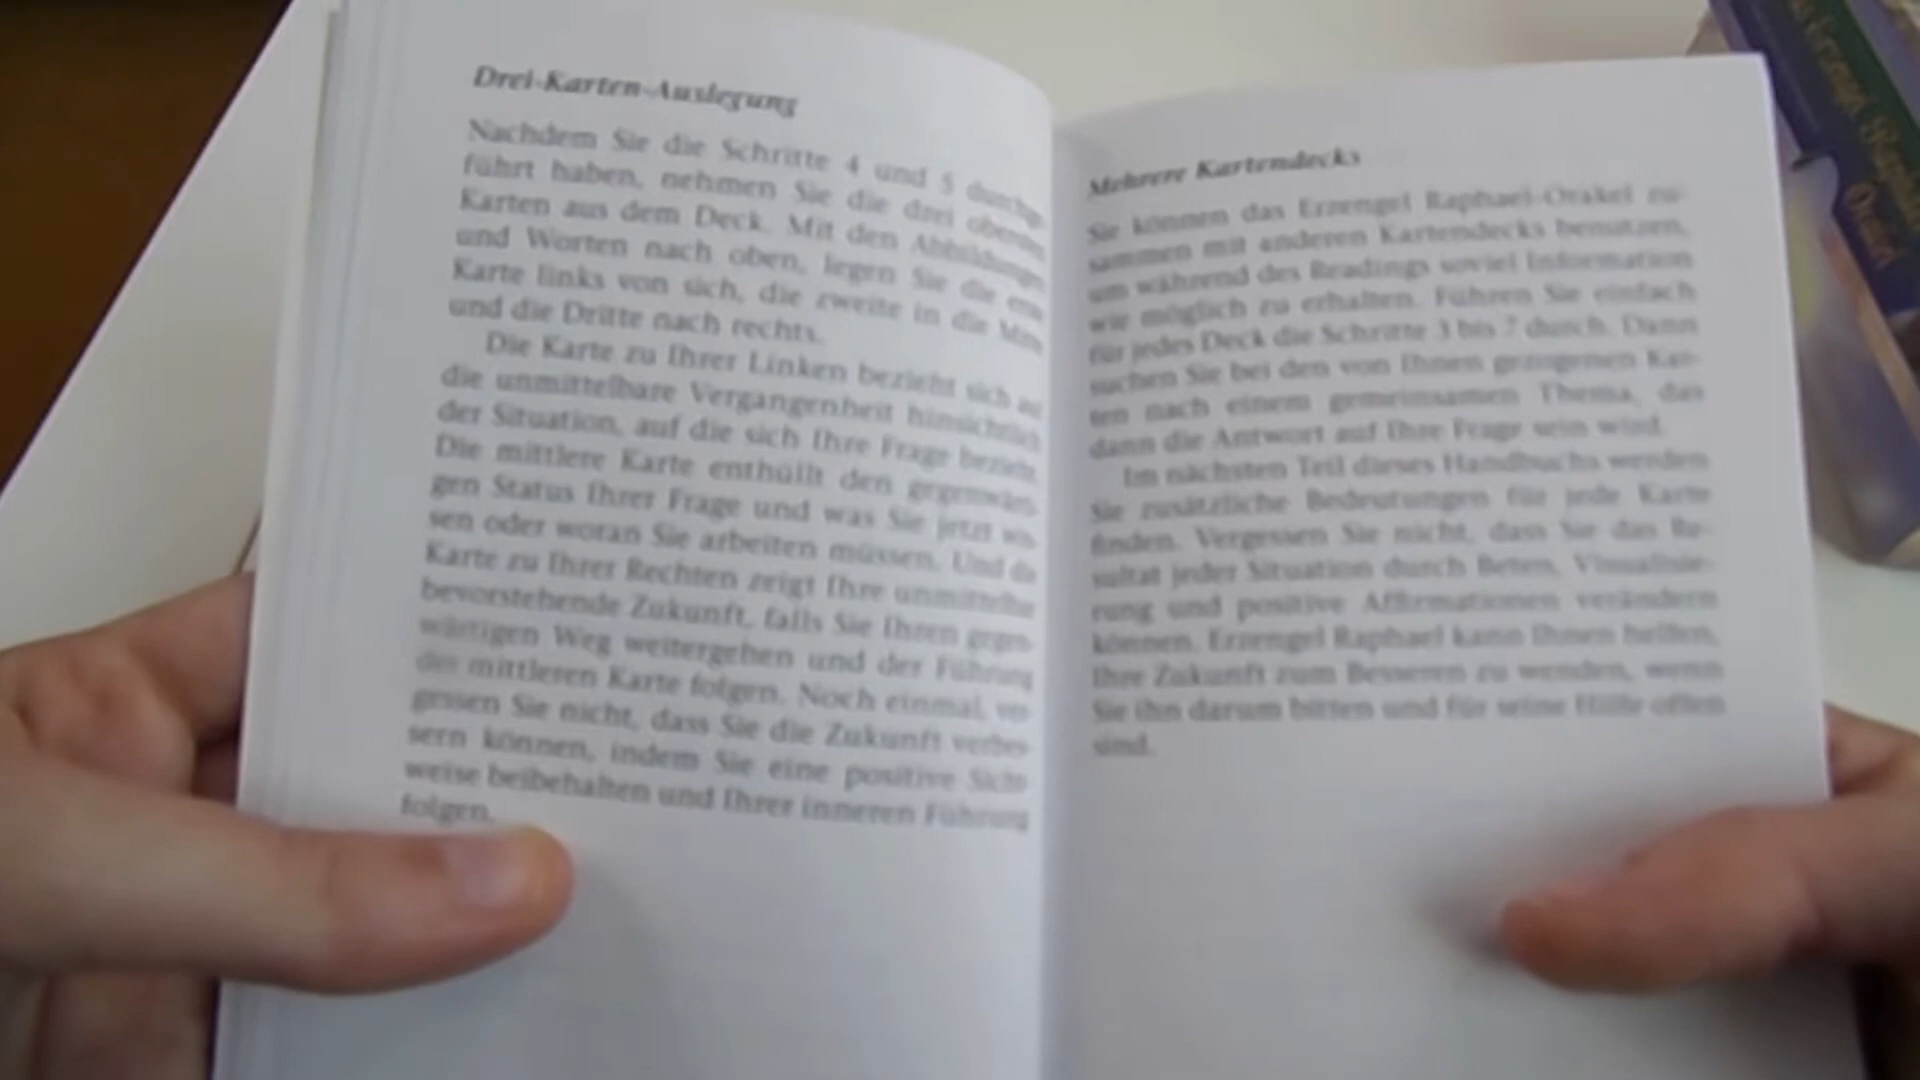 Drei-Karten-Auslegung
Nachdem Sie die Schritte 4 und 5 durchge-
führt haben, nehmen Sie die drei obersten
Karten aus dem Deck. Mit den Abbildungen
und Worten nach oben, legen Sie die erste
Karte links von sich, die zweite in die Mitte
und die Dritte nach rechts.
Die Karte zu Ihrer Linken bezieht sich auf
die unmittelbare Vergangenheit hinsichtlich
der Situation, auf die sich Ihre Frage bezieht.
Die mittlere Karte enthüllt den gegenwärti-
gen Status Ihrer Frage und was Sie jetzt wis-
sen oder woran Sie arbeiten müssen. Und die
Karte zu Ihrer Rechten zeigt Ihre unmittelbar
bevorstehende Zukunft, falls Sie Ihren gegen-
wärtigen Weg weitergehen und der Führung
der mittleren Karte folgen. Noch einmal, ver-
gessen Sie nicht, dass Sie die Zukunft verbes-
sern können, indem Sie eine positive Sicht-
weise beibehalten und Ihrer inneren Führung
folgen.
Mehrere Kartendecks
Sie können das Erzengel Raphael-Orakel zu-
sammen mit anderen Kartendecks benutzen,
um während des Readings soviel Information
wie möglich zu erhalten. Führen Sie einfach
für jedes Deck die Schritte 3 bis 7 durch. Dann
suchen Sie bei den von Ihnen gezogenen Kar-
ten nach einem gemeinsamen Thema, das
dann die Antwort auf Ihre Frage sein wird.
Im nächsten Teil dieses Handbuchs werden
Sie zusätzliche Bedeutungen für jede Karte
finden. Vergessen Sie nicht, dass Sie das Re-
sultat jeder Situation durch Beten, Visualisie-
rung und positive Affirmationen verändern
können. Erzengel Raphael kann Ihnen helfen,
Ihre Zukunft zum Besseren zu wenden, wenn
Sie ihn darum bitten und für seine Hilfe offen
sind.
Orakel